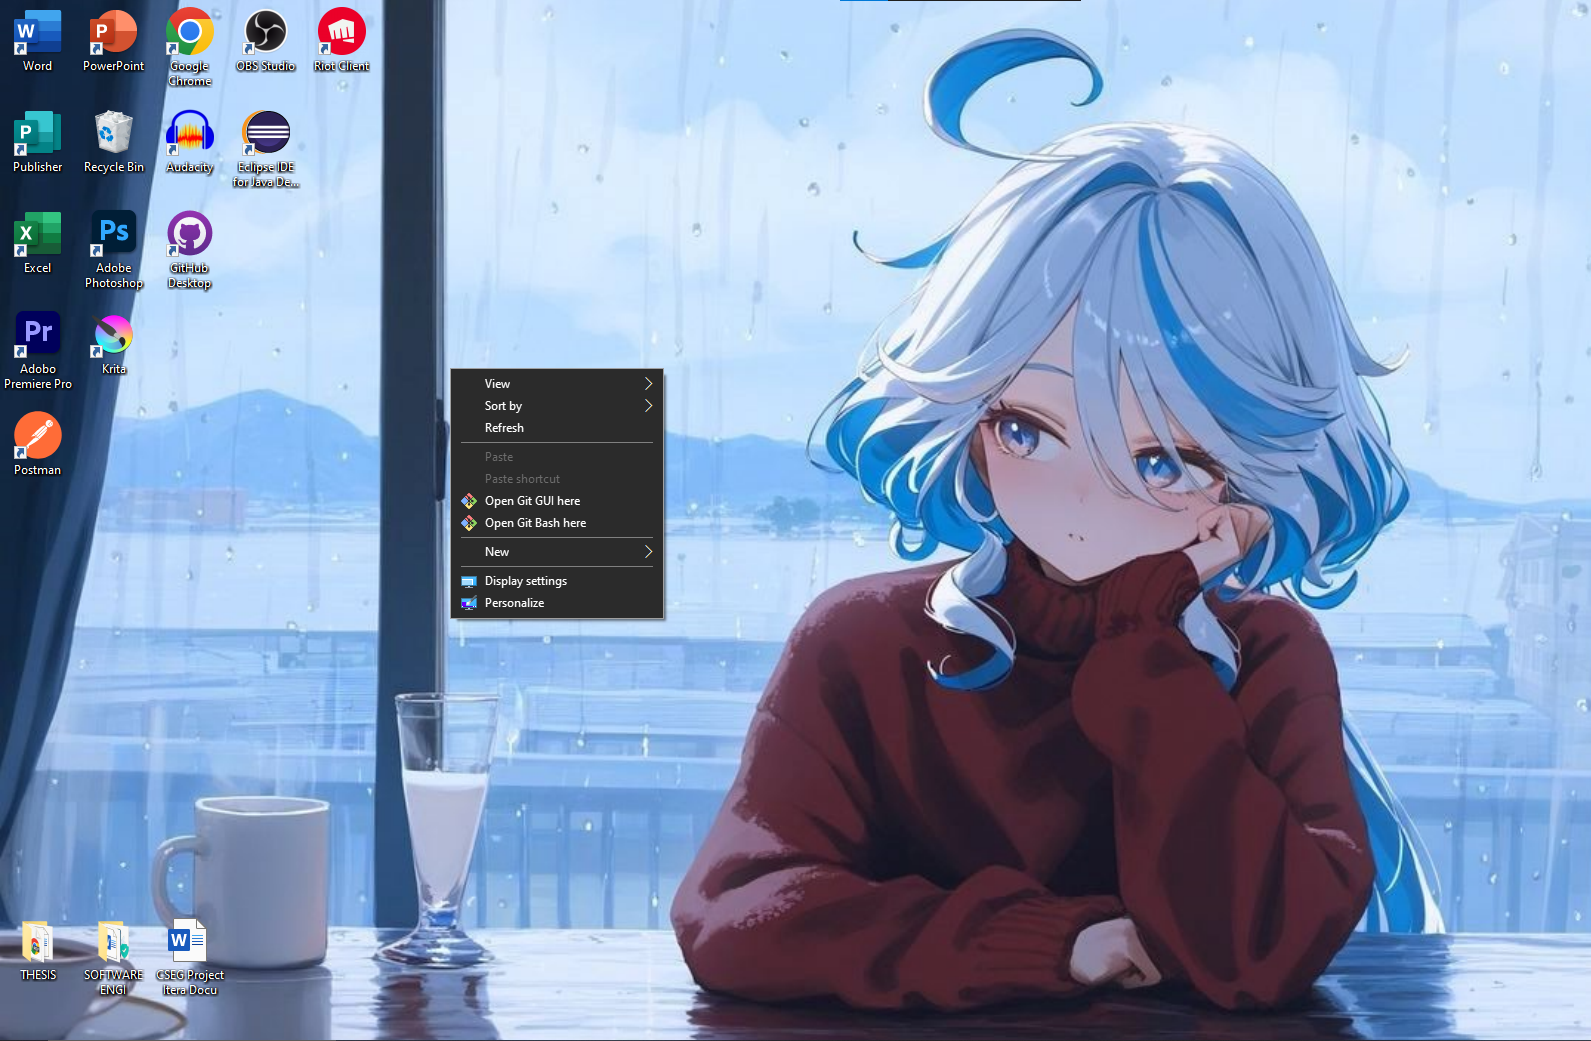 Word
PowerPoint
Google
Chrome
OBS Studio
Riot Client
Publisher
Recycle Bin
Audacity
Eclipse IDE
for Java De...
Excel
Adobe
Photoshop
GitHub
Desktop
Adobe
Premiere Pro
Krita
Postman
View
Sort by
Refresh
Paste
Paste shortcut
Open Git GUI here
Open Git Bash here
New
Display settings
Personalize
THESIS
SOFTWARE
ENGI
CSEG Project
Itera Docu